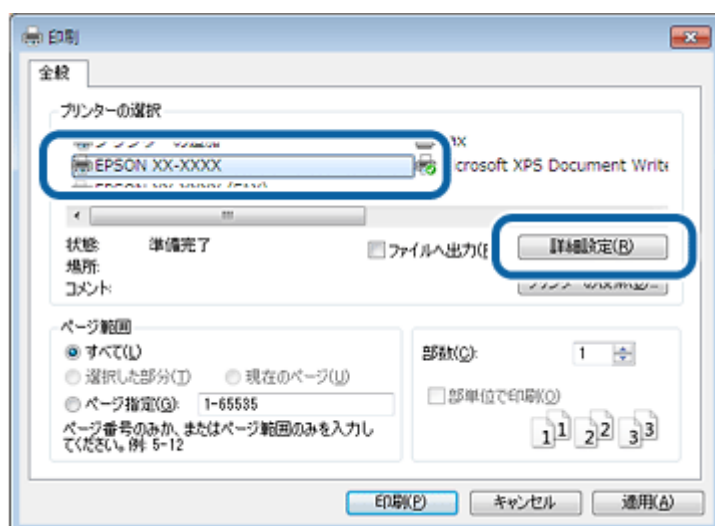 印刷
全般
プリンターの選択
EPSON XX-XXXX
crosoft XPS Document Write
状態: 準備完了
ファイルへ出力(F
詳細設定(R)
場所:
コメント:
ページ範囲
すべて(L)
選択した部分(T) 現在のページ(U)
ページ指定(G): 1-65535
ページ番号のみか、またはページ範囲のみを入力し
てください。例: 5-12
部数(C): 1
部単位で印刷(O)
1 1 2 2 3 3
印刷(P) キャンセル 適用(A)